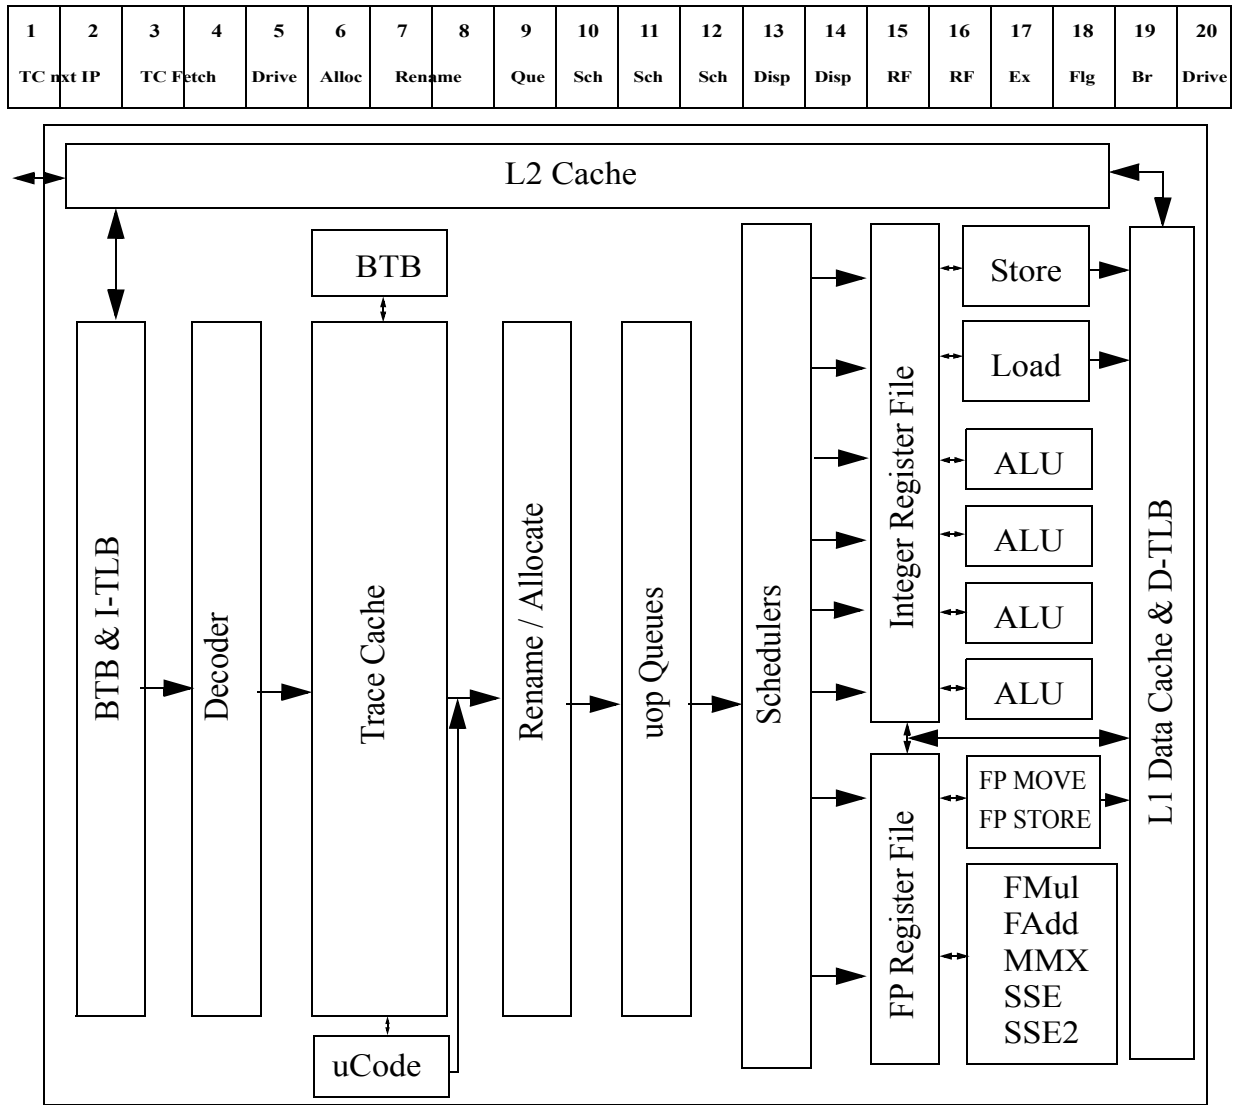 1 2 3 4 5 6 7 8 9 10 11 12 13 14 15 16 17 18 19 20
TC nxt IP TC Fetch Drive Alloc Rename Que Sch Sch Sch Disp Disp RF RF Ex Flg Br Drive
L2 Cache
BTB & I-TLB
Decoder
BTB
Trace Cache
uCode
Rename / Allocate
uop Queues
Schedulers
Integer Register File
FP Register File
Store
Load
ALU
ALU
ALU
ALU
FP MOVE
FP STORE
FMul
FAdd
MMX
SSE
SSE2
L1 Data Cache & D-TLB